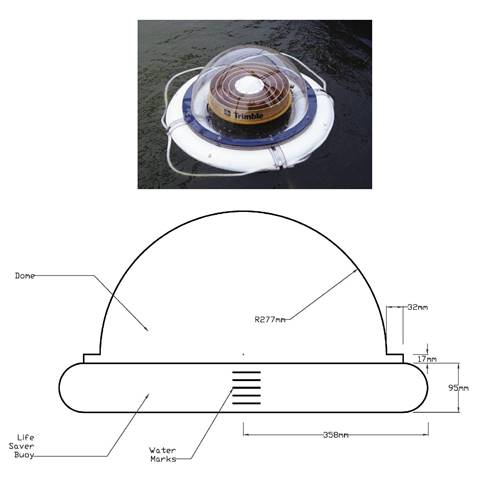 Trimble
Dome
R277mm
32mm
17mm
95mm
Life
Saver
Buoy
Water
Marks
358mm